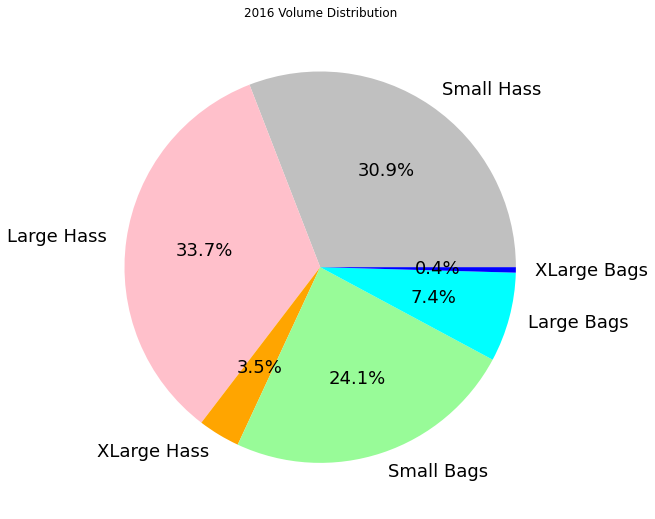 2016 Volume Distribution
Small Hass
30.9%
Large Hass
33.7%
0.4%
XLarge Bags
7.4%
Large Bags
3.5%
24.1%
XLarge Hass
Small Bags